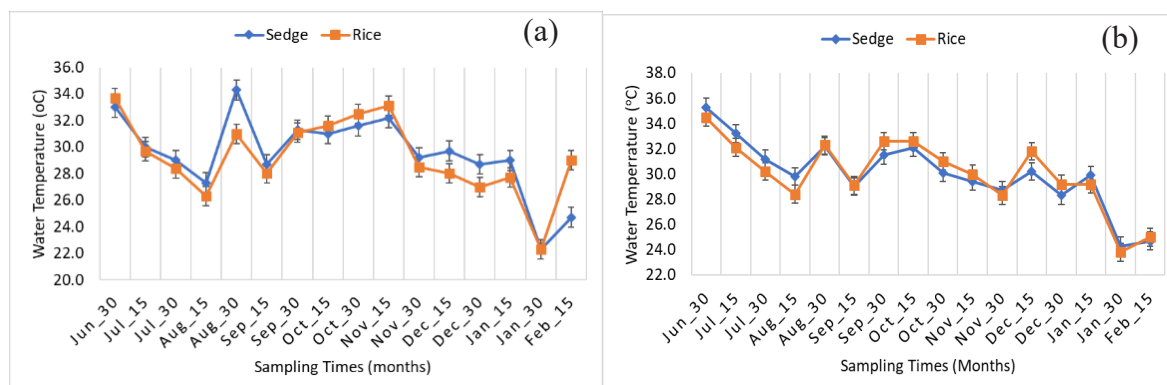 (a)
Sedge Rice
Water Temperature (oC)
36.0
34.0
32.0
30.0
28.0
26.0
24.0
22.0
20.0
Jun_30 Jul_15 Jul_30 Aug_15 Aug_30 Sep_15 Sep_30 Oct_15 Oct_30 Nov_15 Nov_30 Dec_15 Dec_30 Jan_15 Jan_30 Feb_15
Sampling Times (months)
(b)
Sedge Rice
Water Temperature (°C)
38.0
36.0
34.0
32.0
30.0
28.0
26.0
24.0
22.0
Jun_30 Jul_15 Jul_30 Aug_15 Aug_30 Sep_15 Sep_30 Oct_15 Oct_30 Nov_15 Nov_30 Dec_15 Dec_30 Jan_15 Jan_30 Feb_15
Sampling Times (Months)